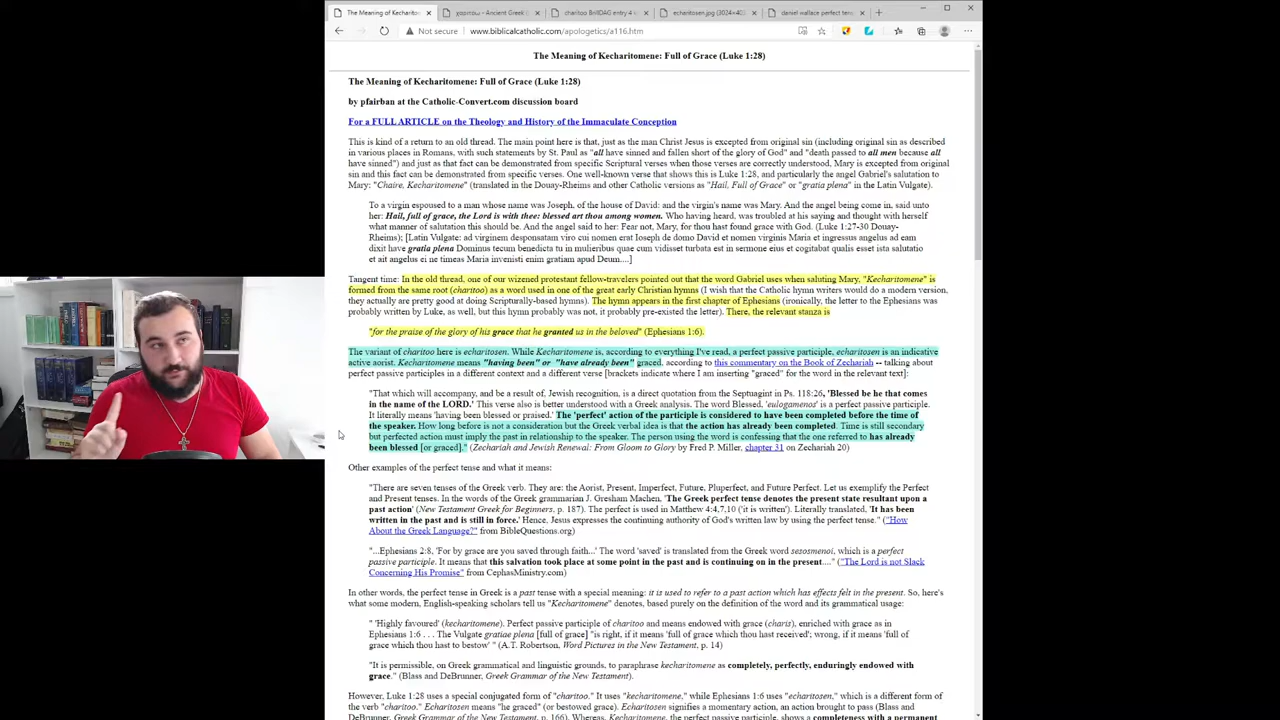 The Meaning of Kecharitom
χαριτόω - Ancient Greek (
charitoo BrillDAG entry 4 k
echaritosen.jpg (3024×403
daniel wallace perfect ten
Not secure
www.biblicalcatholic.com/apologetics/a116.htm
The Meaning of Kecharitomene: Full of Grace (Luke 1:28)
The Meaning of Kecharitomene: Full of Grace (Luke 1:28)
by pfairban at the Catholic-Convert.com discussion board
For a FULL ARTICLE on the Theology and History of the Immaculate Conception
This is kind of a return to an old thread. The main point here is that, just as the man Christ Jesus is excepted from original sin (including original sin as described
in various places in Romans, with such statements by St. Paul as "all have sinned and fallen short of the glory of God" and "death passed to all men because all
have sinned") and just as that fact can be demonstrated from specific Scriptural verses when those verses are correctly understood, Mary is excepted from original
sin and this fact can be demonstrated from specific verses. One well-known verse that shows this is Luke 1:28, and particularly the angel Gabriel's salutation to
Mary: "Chaire, Kecharitomene" (translated in the Douay-Rheims and other Catholic versions as "Hail, Full of Grace" or "gratia plena" in the Latin Vulgate).
To a virgin espoused to a man whose name was Joseph, of the house of David: and the virgin's name was Mary. And the angel being come in, said unto
her: Hail, full of grace, the Lord is with thee: blessed art thou among women. Who having heard, was troubled at his saying and thought with herself
what manner of salutation this should be. And the angel said to her: Fear not, Mary, for thou hast found grace with God. (Luke 1:27-30 Douay-
Rheims); [Latin Vulgate: ad virginem desponsatam viro cui nomen erat Ioseph de domo David et nomen virginis Maria et ingressus angelus ad eam
dixit have gratia plena Dominus tecum benedicta tu in mulieribus quae cum vidisset turbata est in sermone eius et cogitabat qualis esset ista salutatio
et ait angelus ei ne timeas Maria invenisti enim gratiam apud Deum....]
Tangent time: In the old thread, one of our wizened protestant fellow-travelers pointed out that the word Gabriel uses when saluting Mary, "Kecharitomene" is
formed from the same root (charitoo) as a word used in one of the great early Christian hymns (I wish that the Catholic hymn writers would do a modern version,
they actually are pretty good at doing Scripturally-based hymns). The hymn appears in the first chapter of Ephesians (ironically, the letter to the Ephesians was
probably written by Luke, as well, but this hymn probably was not, it probably pre-existed the letter). There, the relevant stanza is
"for the praise of the glory of his grace that he granted us in the beloved" (Ephesians 1:6).
The variant of charitoo here is echaritosen. While Kecharitomene is, according to everything I've read, a perfect passive participle, echaritosen is an indicative
active aorist. Kecharitomene means "having been" or "have already been" graced, according to this commentary on the Book of Zechariah -- talking about
perfect passive participles in a different context and a different verse [brackets indicate where I am inserting "graced" for the word in the relevant text]:
"That which will accompany, and be a result of, Jewish recognition, is a direct quotation from the Septuagint in Ps. 118:26, 'Blessed be he that comes
in the name of the LORD.' This verse also is better understood with a Greek analysis. The word Blessed, 'eulogamenos' is a perfect passive participle.
It literally means 'having been blessed or praised.' The 'perfect' action of the participle is considered to have been completed before the time of
the speaker. How long before is not a consideration but the Greek verbal idea is that the action has already been completed. Time is still secondary
but perfected action must imply the past in relationship to the speaker. The person using the word is confessing that the one referred to has already
been blessed [or graced]." (Zechariah and Jewish Renewal: From Gloom to Glory by Fred P. Miller, chapter 31 on Zechariah 20)
Other examples of the perfect tense and what it means:
"There are seven tenses of the Greek verb. They are: the Aorist, Present, Imperfect, Future, Pluperfect, and Future Perfect. Let us exemplify the Perfect
and Present tenses. In the words of the Greek grammarian J. Gresham Machen, 'The Greek perfect tense denotes the present state resultant upon a
past action' (New Testament Greek for Beginners, p. 187). The perfect is used in Matthew 4:4,7,10 ('it is written'). Literally translated, 'It has been
written in the past and is still in force.' Hence, Jesus expresses the continuing authority of God's written law by using the perfect tense." ("How
About the Greek Language?" from BibleQuestions.org)
"...Ephesians 2:8, 'For by grace are you saved through faith...' The word 'saved' is translated from the Greek word sesosmenoi, which is a perfect
passive participle. It means that this salvation took place at some point in the past and is continuing on in the present...." ("The Lord is not Slack
Concerning His Promise" from CephasMinistry.com)
In other words, the perfect tense in Greek is a past tense with a special meaning: it is used to refer to a past action which has effects felt in the present. So, here's
what some modern, English-speaking scholars tell us "Kecharitomene" denotes, based purely on the definition of the word and its grammatical usage:
" 'Highly favoured' (kecharitomene). Perfect passive participle of charitoo and means endowed with grace (charis), enriched with grace as in
Ephesians 1:6 . . . The Vulgate gratiae plena [full of grace] "is right, if it means 'full of grace which thou hast received'; wrong, if it means 'full of
grace which thou hast to bestow' " (A.T. Robertson, Word Pictures in the New Testament, p. 14)
"It is permissible, on Greek grammatical and linguistic grounds, to paraphrase kecharitomene as completely, perfectly, enduringly endowed with
grace." (Blass and DeBrunner, Greek Grammar of the New Testament).
However, Luke 1:28 uses a special conjugated form of "charitoo." It uses "kecharitomene," while Ephesians 1:6 uses "echaritosen," which is a different form of
the verb "charitoo." Echaritosen means "he graced" (or bestowed grace). Echaritosen signifies a momentary action, an action brought to pass (Blass and
DeBrunner, Greek Grammar of the New Testament, p. 166). Whereas, Kecharitomene, the perfect passive participle, shows a completeness with a permanent